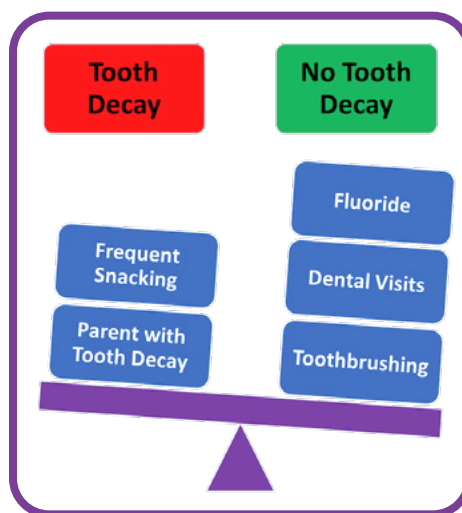 Tooth
Decay
No Tooth
Decay
Frequent
Snacking
Parent with
Tooth Decay
Fluoride
Dental Visits
Toothbrushing